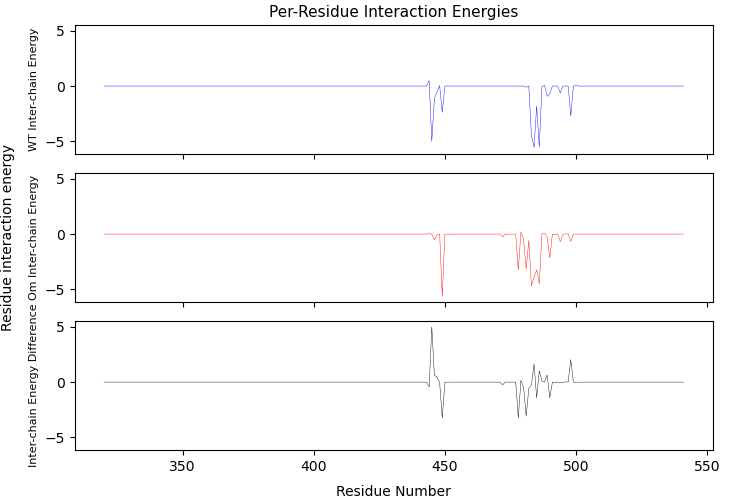 Per-Residue Interaction Energies
Residue interaction energy
WT Inter-chain Energy
5
0
−5
Om Inter-chain Energy
5
0
−5
Inter-chain Energy Difference
5
0
−5
350
400
450
500
550
Residue Number